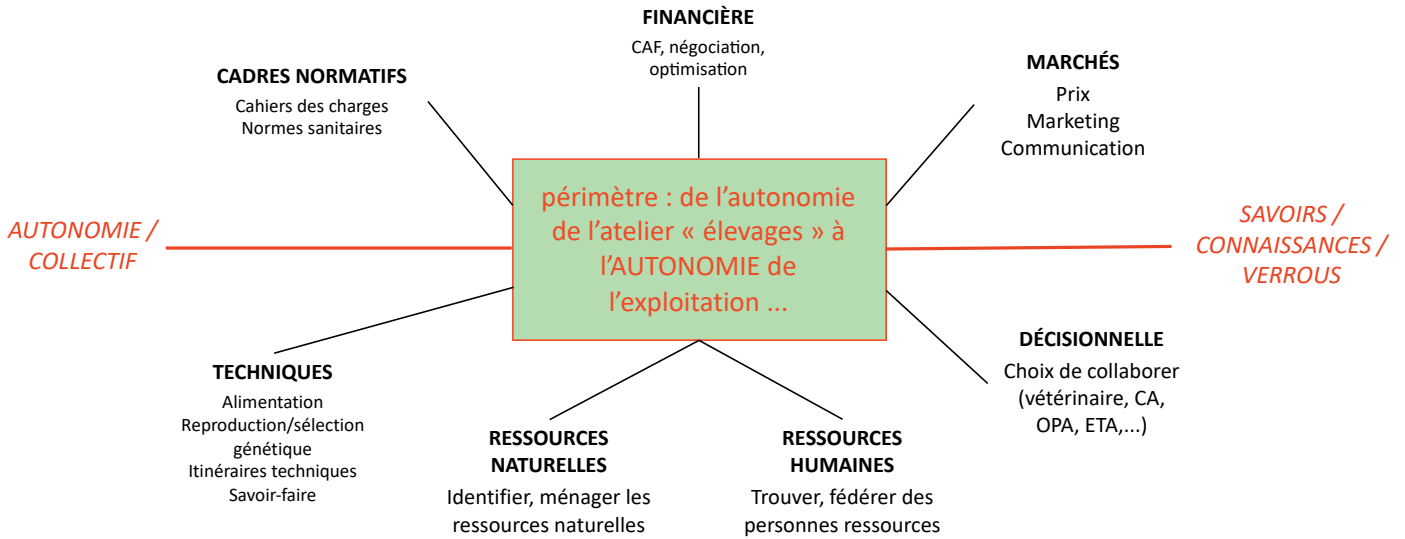 FINANCIÈRE
CAF, négociation,
optimisation
CADRES NORMATIFS
Cahiers des charges
Normes sanitaires
MARCHÉS
Prix
Marketing
Communication
périmètre : de l’autonomie
de l’atelier « élevages » à
l’AUTONOMIE de
l’exploitation ...
AUTONOMIE /
COLLECTIF
SAVOIRS /
CONNAISSANCES /
VERROUS
TECHNIQUES
Alimentation
Reproduction/sélection
génétique
Itinéraires techniques
Savoir-faire
RESSOURCES
NATURELLES
Identifier, ménager les
ressources naturelles
RESSOURCES
HUMAINES
Trouver, fédérer des
personnes ressources
DÉCISIONNELLE
Choix de collaborer
(vétérinaire, CA,
OPA, ETA,...)